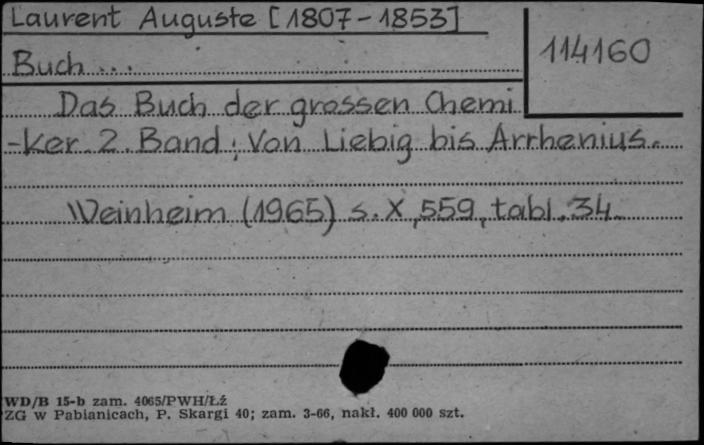 Laurent Auguste [1807-1853]
114160
Buch ...
Das Buch der grossen Chemi
-ker. 2. Band: Von Liebig bis Arrhenius.
Weinheim (1965) s. X, 559, tabl. 34.
WD/B 15-b zam. 4065/PWH/Łź
ZG w Pabianicach, P. Skargi 40; zam. 3-66, nakł. 400 000 szt.